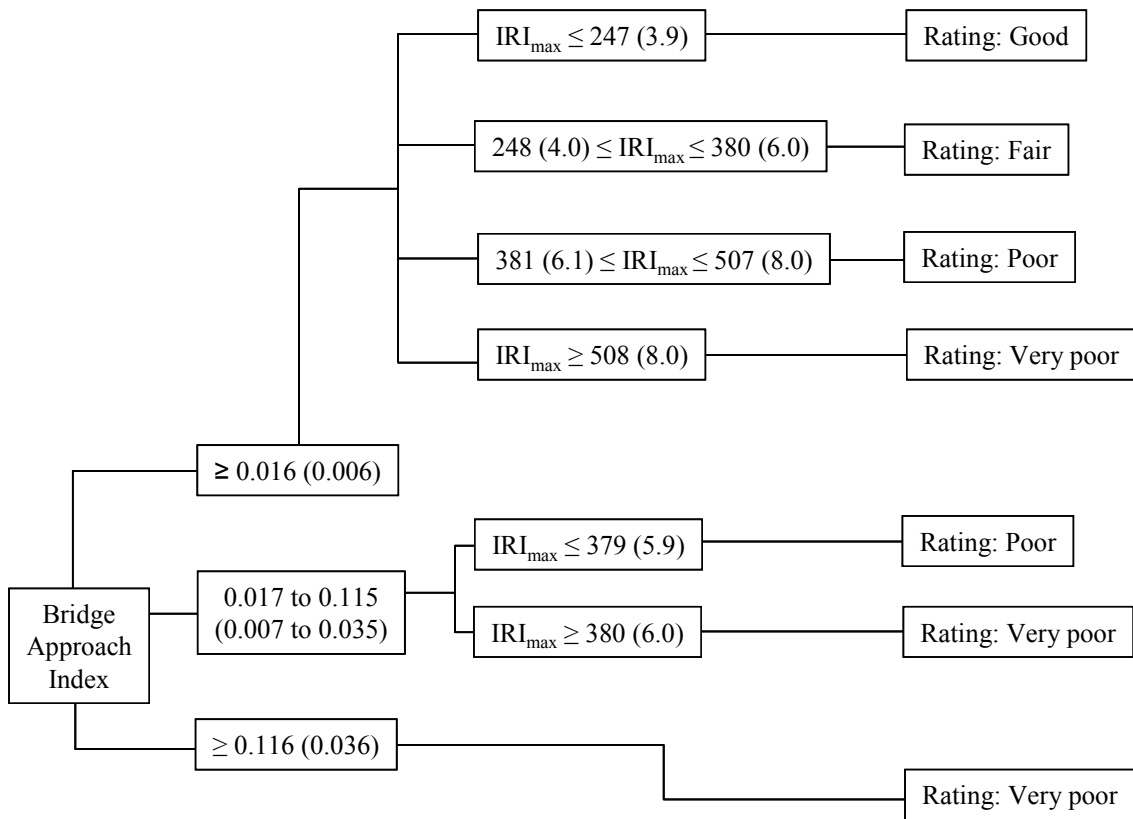 IRImax ≤ 247 (3.9)
Rating: Good
248 (4.0) ≤ IRImax ≤ 380 (6.0)
Rating: Fair
381 (6.1) ≤ IRImax ≤ 507 (8.0)
Rating: Poor
IRImax ≥ 508 (8.0)
Rating: Very poor
≥ 0.016 (0.006)
IRImax ≤ 379 (5.9)
Rating: Poor
0.017 to 0.115
(0.007 to 0.035)
IRImax ≥ 380 (6.0)
Rating: Very poor
Bridge
Approach
Index
≥ 0.116 (0.036)
Rating: Very poor